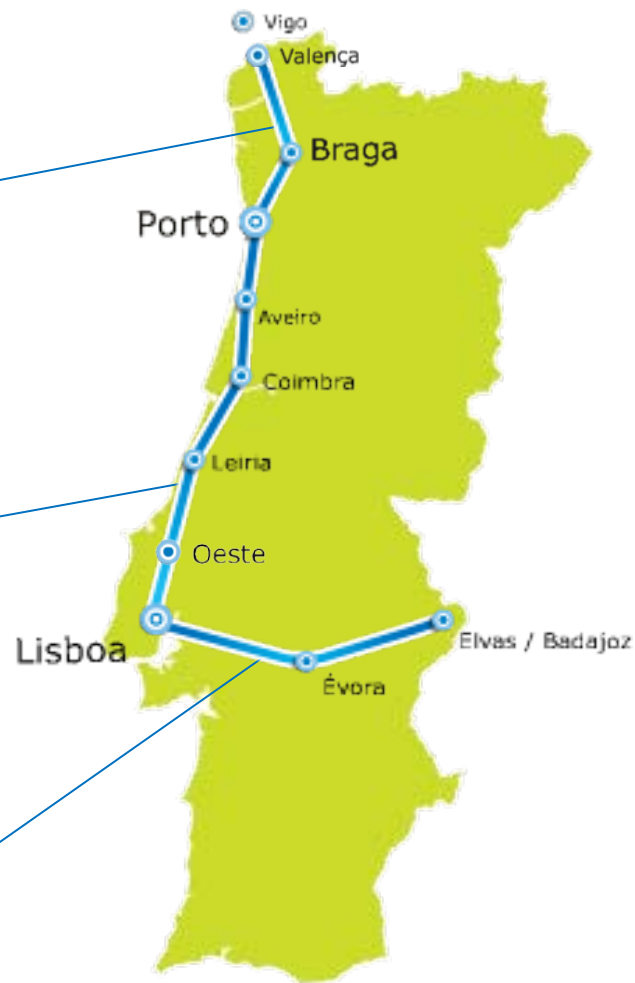 Vigo
Valença
Braga
Porto
Aveiro
Coimbra
Leiria
Oeste
Lisboa
Elvas / Badajoz
Évora